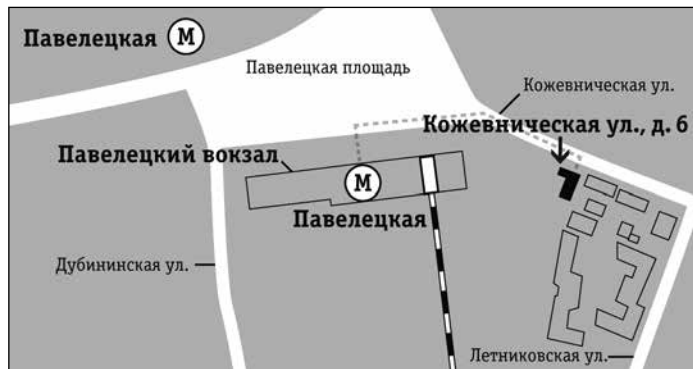 Павелецкая М
Павелецкая площадь
Кожевническая ул.
Кожевническая ул., д. 6
Павелецкий вокзал
М
Павелецкая
Дубининская ул.
Летниковская ул.